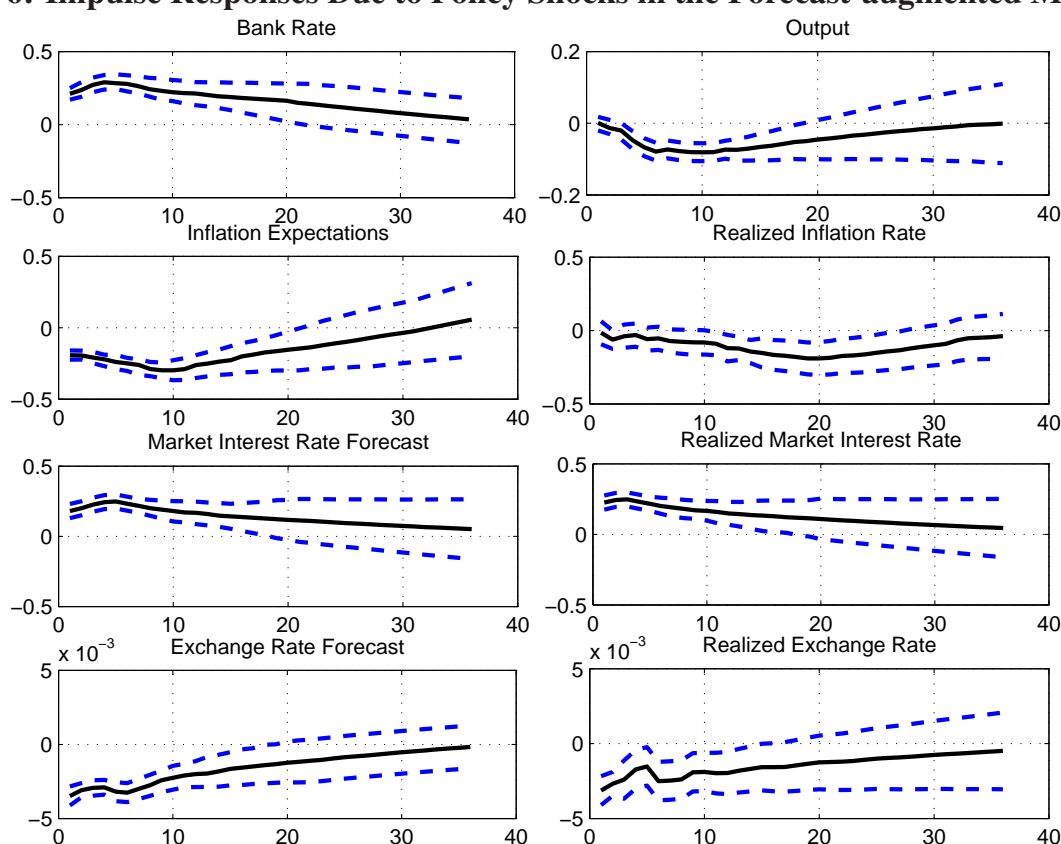 6: Impulse Responses Due to Policy Shocks in the Forecast-augmented M
Bank Rate
0.5
0
−0.5
0 10 20 30 40
Output
0.2
0
−0.2
0 10 20 30 40
Inflation Expectations
0.5
0
−0.5
0 10 20 30 40
Realized Inflation Rate
0.5
0
−0.5
0 10 20 30 40
Market Interest Rate Forecast
0.5
0
−0.5
0 10 20 30 40
Realized Market Interest Rate
0.5
0
−0.5
0 10 20 30 40
Exchange Rate Forecast
x 10−3
5
0
−5
0 10 20 30 40
Realized Exchange Rate
x 10−3
5
0
−5
0 10 20 30 40